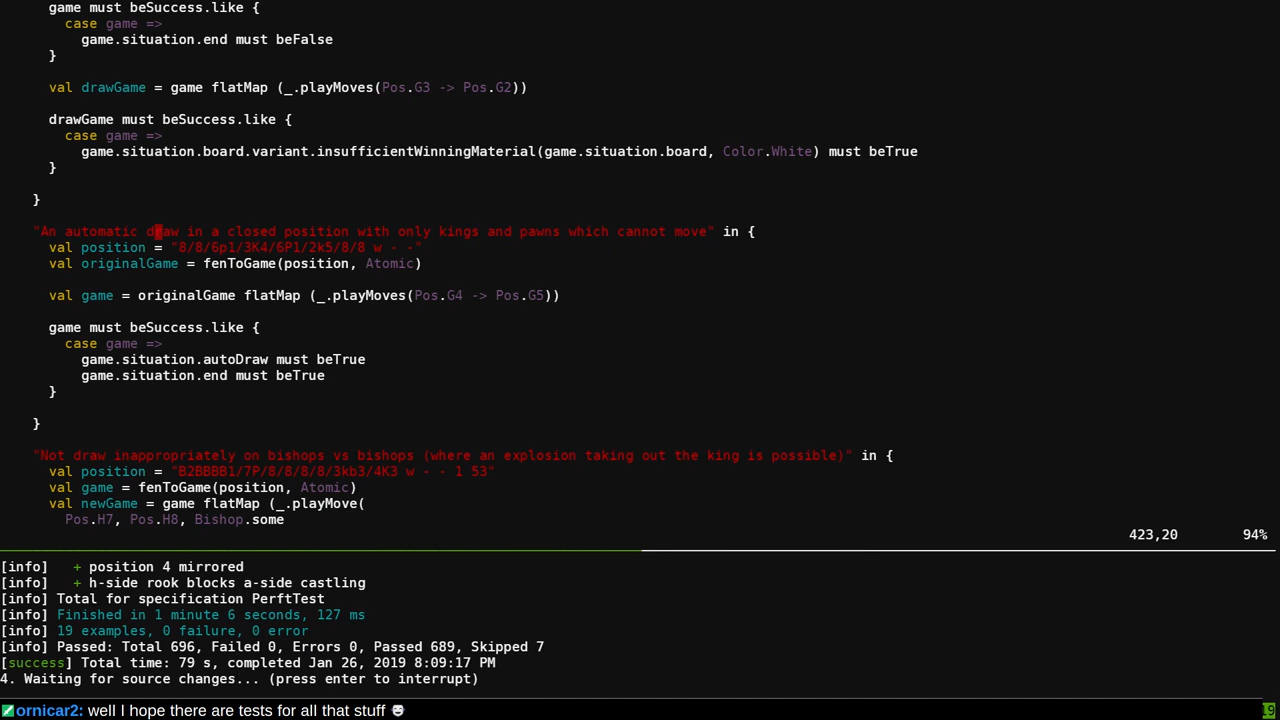 game must beSuccess.like {
case game =>
game.situation.end must beFalse
}
val drawGame = game flatMap (_.playMoves(Pos.G3 -> Pos.G2))
drawGame must beSuccess.like {
case game =>
game.situation.board.variant.insufficientWinningMaterial(game.situation.board, Color.White) must beTrue
}
}
"An automatic draw in a closed position with only kings and pawns which cannot move" in {
val position = "8/8/6p1/3K4/6P1/2k5/8/8 w - -"
val originalGame = fenToGame(position, Atomic)
val game = originalGame flatMap (_.playMoves(Pos.G4 -> Pos.G5))
game must beSuccess.like {
case game =>
game.situation.autoDraw must beTrue
game.situation.end must beTrue
}
}
"Not draw inappropriately on bishops vs bishops (where an explosion taking out the king is possible)" in {
val position = "B2BBBB1/7P/8/8/8/8/3kb3/4K3 w - - 1 53"
val game = fenToGame(position, Atomic)
val newGame = game flatMap (_.playMove(
Pos.H7, Pos.H8, Bishop.some
423,20 94%
[info] + position 4 mirrored
[info] + h-side rook blocks a-side castling
[info] Total for specification PerftTest
[info] Finished in 1 minute 6 seconds, 127 ms
[info] 19 examples, 0 failure, 0 error
[info] Passed: Total 696, Failed 0, Errors 0, Passed 689, Skipped 7
[success] Total time: 79 s, completed Jan 26, 2019 8:09:17 PM
4. Waiting for source changes... (press enter to interrupt)
ornicar2: well I hope there are tests for all that stuff